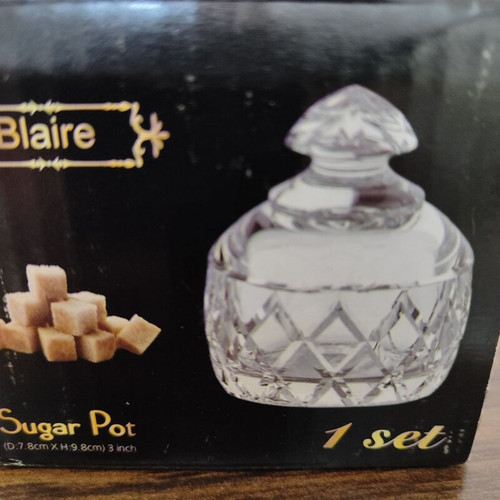 Blaire
Sugar Pot
(D:7.8cm X H:9.8cm) 3 inch
1 set